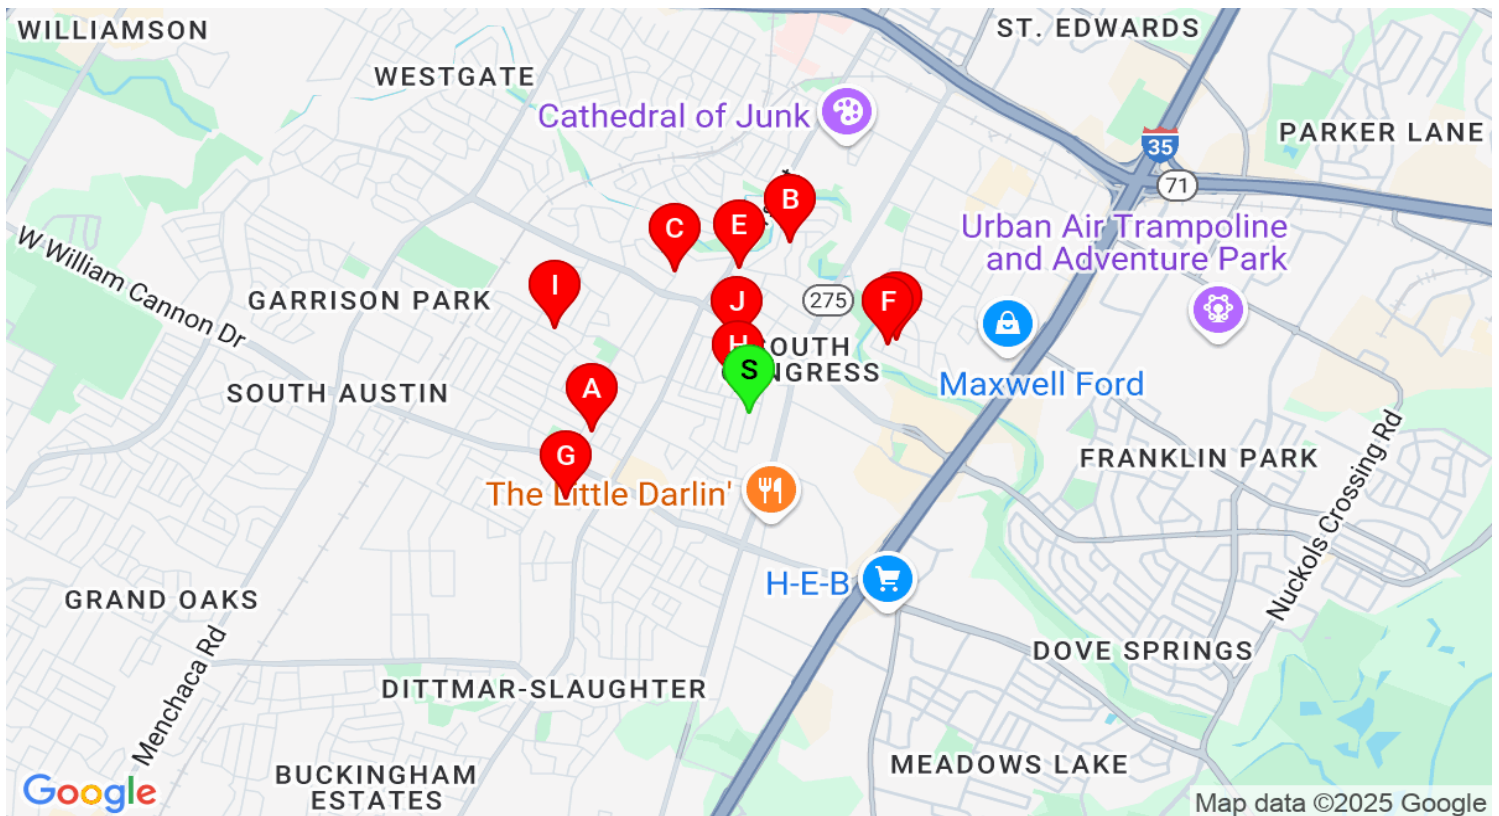 WILLIAMSON
ST. EDWARDS
WESTGATE
Cathedral of Junk
PARKER LANE
35
71
B
C
E
Urban Air Trampoline
and Adventure Park
W William Cannon Dr
I
GARRISON PARK
J
275
F
H
SOUTH
CONGRESS
S
Maxwell Ford
SOUTH AUSTIN
A
G
FRANKLIN PARK
Nuckols Crossing Rd
The Little Darlin'
H-E-B
GRAND OAKS
Menchaca Rd
DOVE SPRINGS
DITTMAR-SLAUGHTER
MEADOWS LAKE
BUCKINGHAM
ESTATES
Google
Map data ©2025 Google